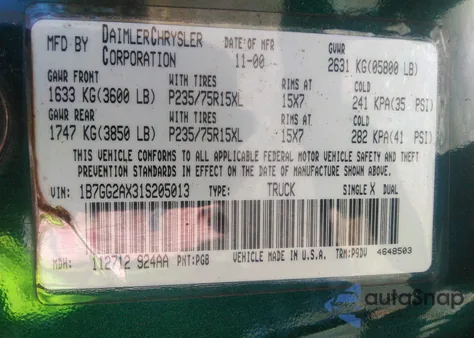 MFD BY DAIMLERCHRYSLER CORPORATION DATE OF MFR 11-00 GVWR 2631 KG(05800 LB)
GAWR FRONT WITH TIRES RIMS AT COLD
1633 KG(3600 LB) P235/75R15XL 15X7 241 KPA(35 PSI)
GAWR REAR WITH TIRES RIMS AT COLD
1747 KG(3850 LB) P235/75R15XL 15X7 282 KPA(41 PSI)
THIS VEHICLE CONFORMS TO ALL APPLICABLE FEDERAL MOTOR VEHICLE SAFETY AND THEFT
PREVENTION STANDARDS IN EFFECT ON THE DATE OF MANUFACTURE SHOWN ABOVE.
VIN: 1B7GG2AX31S205013 TYPE: TRUCK SINGLE X DUAL
MDH: 112712 924AA PNT:PGB VEHICLE MADE IN U.S.A. TRM:P9DV 4648503
autosnap